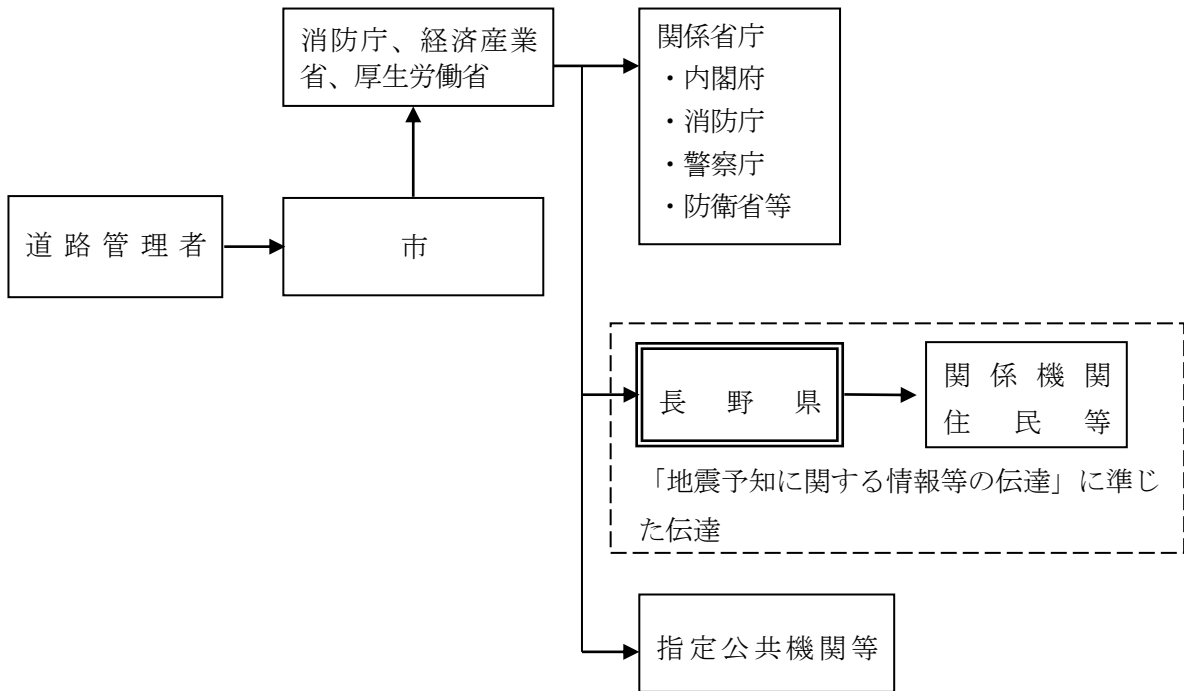 消防庁、経済産業
省、厚生労働省
関係省庁
・内閣府
・消防庁
・警察庁
・防衛省等
道路管理者
市
長野県
関係機関
住民等
「地震予知に関する情報等の伝達」に準じ
た伝達
指定公共機関等